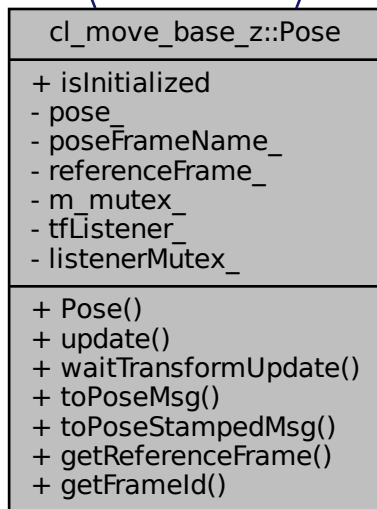 cl_move_base_z::Pose
+ isInitialized
- pose_
- poseFrameName_
- referenceFrame_
- m_mutex_
- tfListener_
- listenerMutex_
+ Pose()
+ update()
+ waitTransformUpdate()
+ toPoseMsg()
+ toPoseStampedMsg()
+ getReferenceFrame()
+ getFrameId()